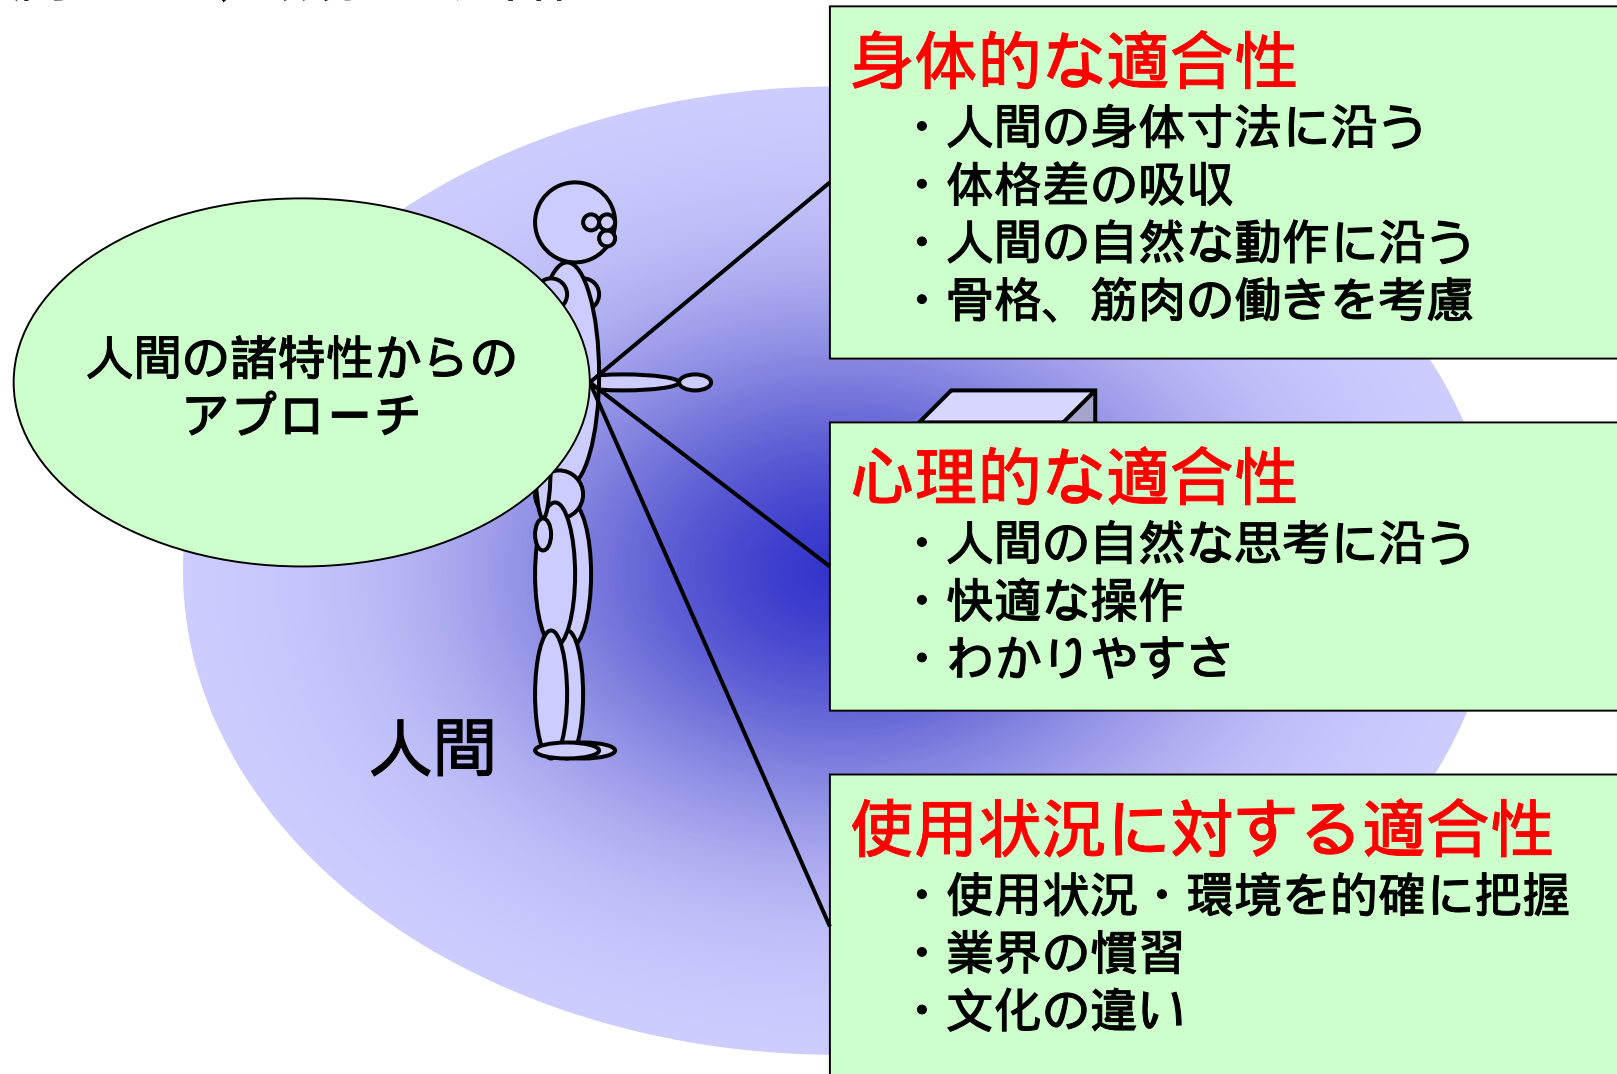 身体的な適合性
・人間の身体寸法に沿う
・体格差の吸収
・人間の自然な動作に沿う
・骨格、筋肉の働きを考慮
人間の諸特性からの
アプローチ
心理的な適合性
・人間の自然な思考に沿う
・快適な操作
・わかりやすさ
人間
使用状況に対する適合性
・使用状況・環境を的確に把握
・業界の慣習
・文化の違い